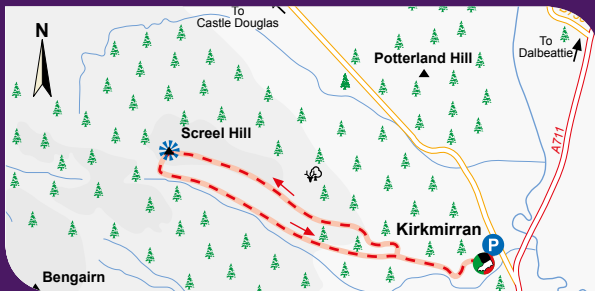 To
Castle Douglas
N
To
Dalbeattie
Potterland Hill
Screel Hill
A711
Kirkmirran
P
Bengairn